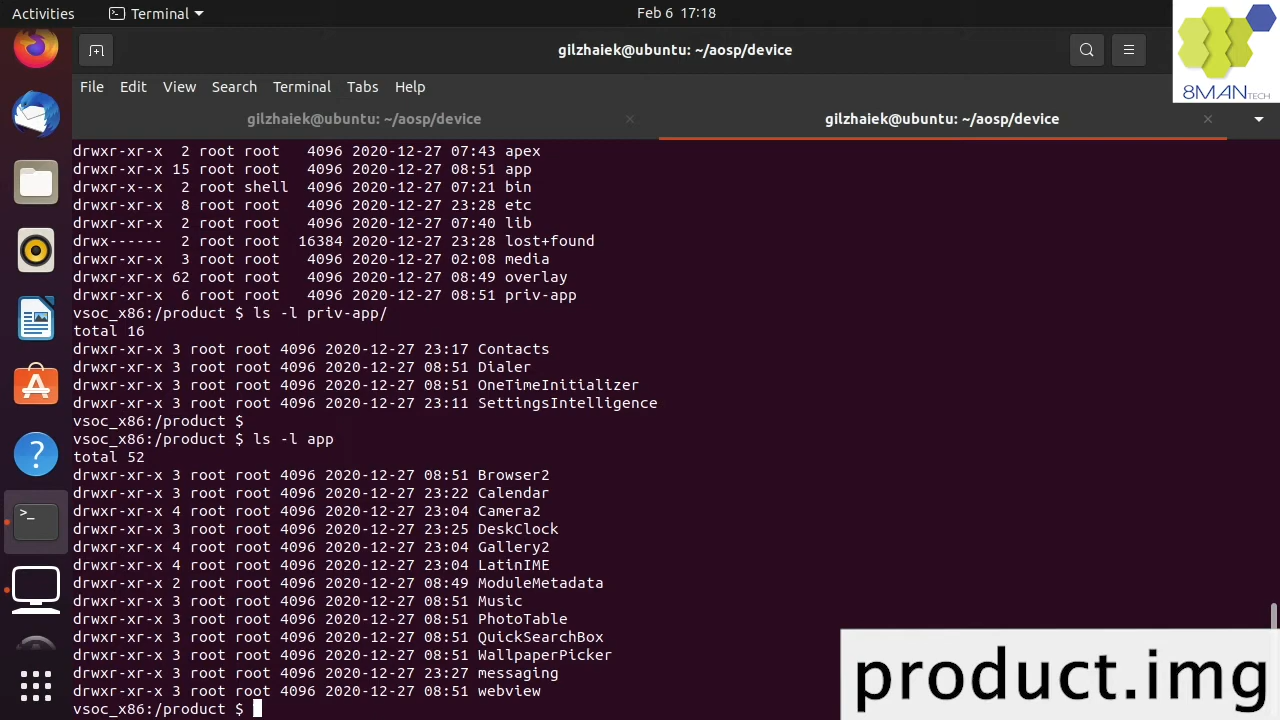 Activities Terminal Feb 6 17:18
gilzhaiek@ubuntu: ~/aosp/device
8MANTECH
File Edit View Search Terminal Tabs Help
gilzhaiek@ubuntu: ~/aosp/device × gilzhaiek@ubuntu: ~/aosp/device ×
drwxr-xr-x  2 root root   4096 2020-12-27 07:43 apex
drwxr-xr-x 15 root root   4096 2020-12-27 08:51 app
drwxr-x--x  2 root shell  4096 2020-12-27 07:21 bin
drwxr-xr-x  8 root root   4096 2020-12-27 23:28 etc
drwxr-xr-x  2 root root   4096 2020-12-27 07:40 lib
drwx------  2 root root  16384 2020-12-27 23:28 lost+found
drwxr-xr-x  3 root root   4096 2020-12-27 02:08 media
drwxr-xr-x 62 root root   4096 2020-12-27 08:49 overlay
drwxr-xr-x  6 root root   4096 2020-12-27 08:51 priv-app
vsoc_x86:/product $ ls -l priv-app/
total 16
drwxr-xr-x 3 root root 4096 2020-12-27 23:17 Contacts
drwxr-xr-x 3 root root 4096 2020-12-27 08:51 Dialer
drwxr-xr-x 3 root root 4096 2020-12-27 08:51 OneTimeInitializer
drwxr-xr-x 3 root root 4096 2020-12-27 23:11 SettingsIntelligence
vsoc_x86:/product $
vsoc_x86:/product $ ls -l app
total 52
drwxr-xr-x 3 root root 4096 2020-12-27 08:51 Browser2
drwxr-xr-x 3 root root 4096 2020-12-27 23:22 Calendar
drwxr-xr-x 4 root root 4096 2020-12-27 23:04 Camera2
drwxr-xr-x 3 root root 4096 2020-12-27 23:25 DeskClock
drwxr-xr-x 4 root root 4096 2020-12-27 23:04 Gallery2
drwxr-xr-x 4 root root 4096 2020-12-27 23:04 LatinIME
drwxr-xr-x 2 root root 4096 2020-12-27 08:49 ModuleMetadata
drwxr-xr-x 3 root root 4096 2020-12-27 08:51 Music
drwxr-xr-x 3 root root 4096 2020-12-27 08:51 PhotoTable
drwxr-xr-x 3 root root 4096 2020-12-27 08:51 QuickSearchBox
drwxr-xr-x 3 root root 4096 2020-12-27 08:51 WallpaperPicker
drwxr-xr-x 3 root root 4096 2020-12-27 23:27 messaging
drwxr-xr-x 3 root root 4096 2020-12-27 08:51 webview
vsoc_x86:/product $
product.img